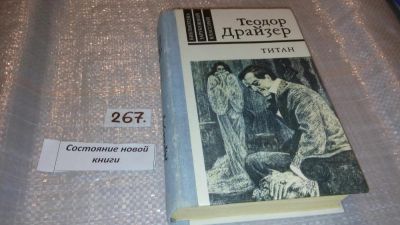 Теодор
Драйзер
ТИТАН
267.
Состояние новой
книги